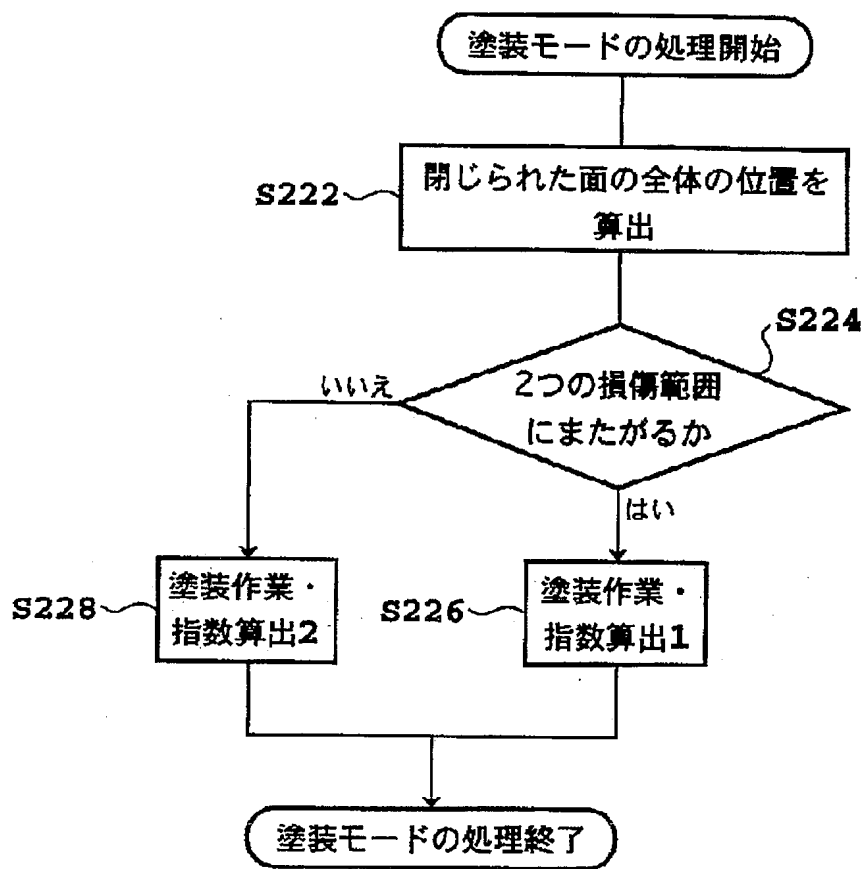 塗装モードの処理開始
S222
閉じられた面の全体の位置を
算出
S224
2つの損傷範囲
にまたがるか
いいえ
はい
S228
塗装作業・
指数算出2
S226
塗装作業・
指数算出1
塗装モードの処理終了